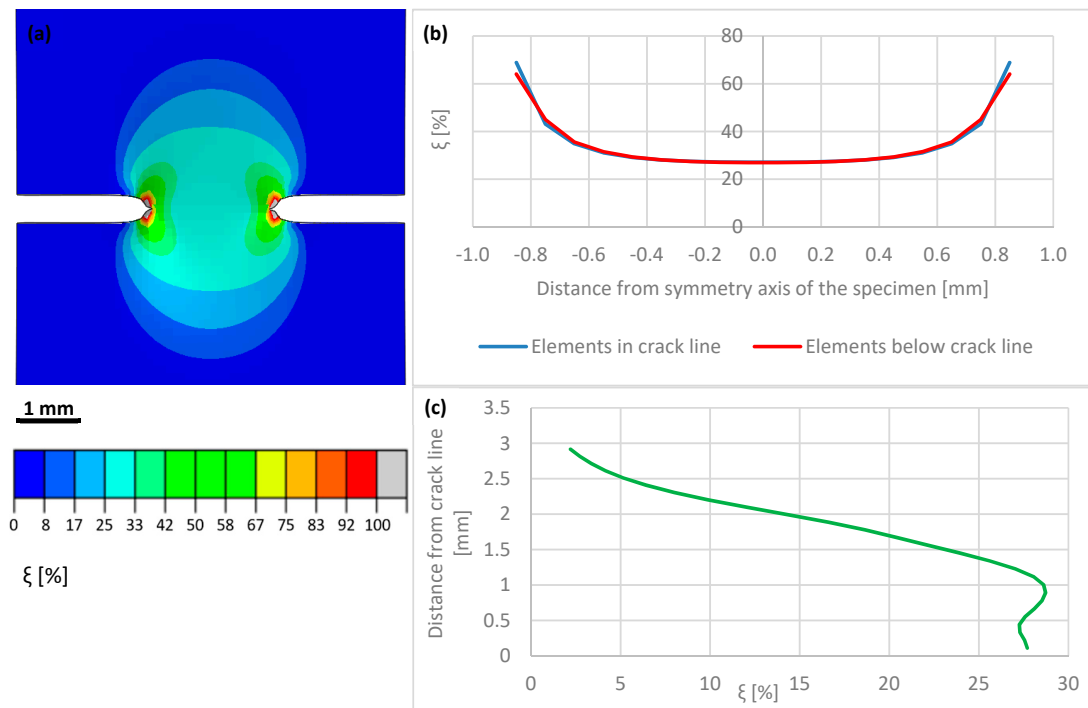 (a)
1 mm
0 8 17 25 33 42 50 58 67 75 83 92 100
ξ [%]
(b)
80
60
40
20
0
ξ [%]
-1.0 -0.8 -0.6 -0.4 -0.2 0.0 0.2 0.4 0.6 0.8 1.0
Distance from symmetry axis of the specimen [mm]
Elements in crack line Elements below crack line
(c)
3.5
3
2.5
2
1.5
1
0.5
0
Distance from crack line
[mm]
0 5 10 15 20 25 30
ξ [%]